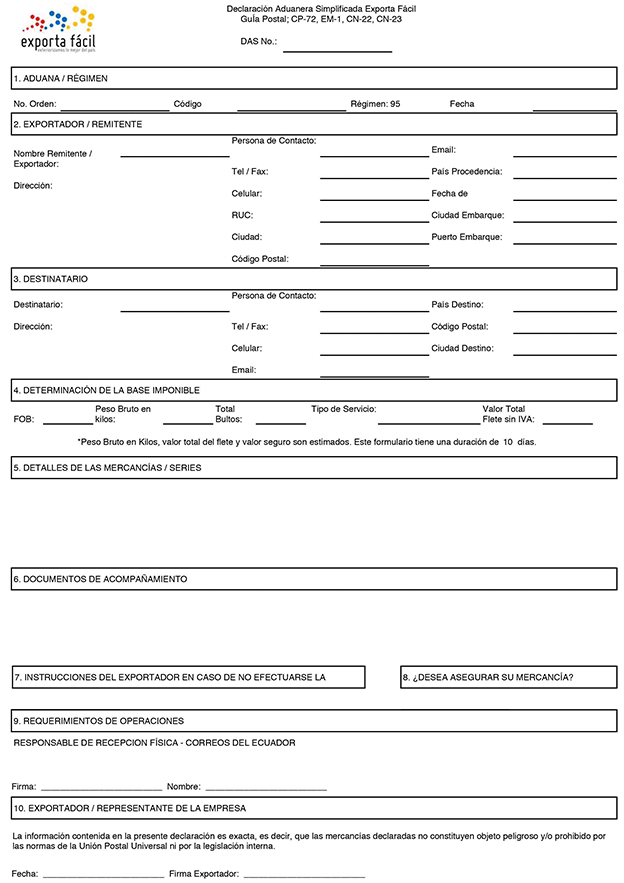 Declaración Aduanera Simplificada Exporta Fácil
Guía Postal; CP-72, EM-1, CN-22, CN-23
exporta fácil
DAS No.:
1. ADUANA / RÉGIMEN
No. Orden: Código Régimen: 95 Fecha
2. EXPORTADOR / REMITENTE
Persona de Contacto:
Nombre Remitente / Email:
Exportador:
Tel / Fax: País Procedencia:
Dirección:
Celular: Fecha de
RUC: Ciudad Embarque:
Ciudad: Puerto Embarque:
Código Postal:
3. DESTINATARIO
Persona de Contacto:
Destinatario: País Destino:
Dirección: Tel / Fax: Código Postal:
Celular: Ciudad Destino:
Email:
4. DETERMINACIÓN DE LA BASE IMPONIBLE
Peso Bruto en Total Tipo de Servicio: Valor Total
FOB: kilos: Bultos: Flete sin IVA:
*Peso Bruto en Kilos, valor total del flete y valor seguro son estimados. Este formulario tiene una duración de 10 días.
5. DETALLES DE LAS MERCANCÍAS / SERIES
6. DOCUMENTOS DE ACOMPAÑAMIENTO
7. INSTRUCCIONES DEL EXPORTADOR EN CASO DE NO EFECTUARSE LA
8. ¿DESEA ASEGURAR SU MERCANCÍA?
9. REQUERIMIENTOS DE OPERACIONES
RESPONSABLE DE RECEPCION FÍSICA - CORREOS DEL ECUADOR
Firma: Nombre:
10. EXPORTADOR / REPRESENTANTE DE LA EMPRESA
La información contenida en la presente declaración es exacta, es decir, que las mercancías declaradas no constituyen objeto peligroso y/o prohibido por
las normas de la Unión Postal Universal ni por la legislación interna.
Fecha: Firma Exportador: